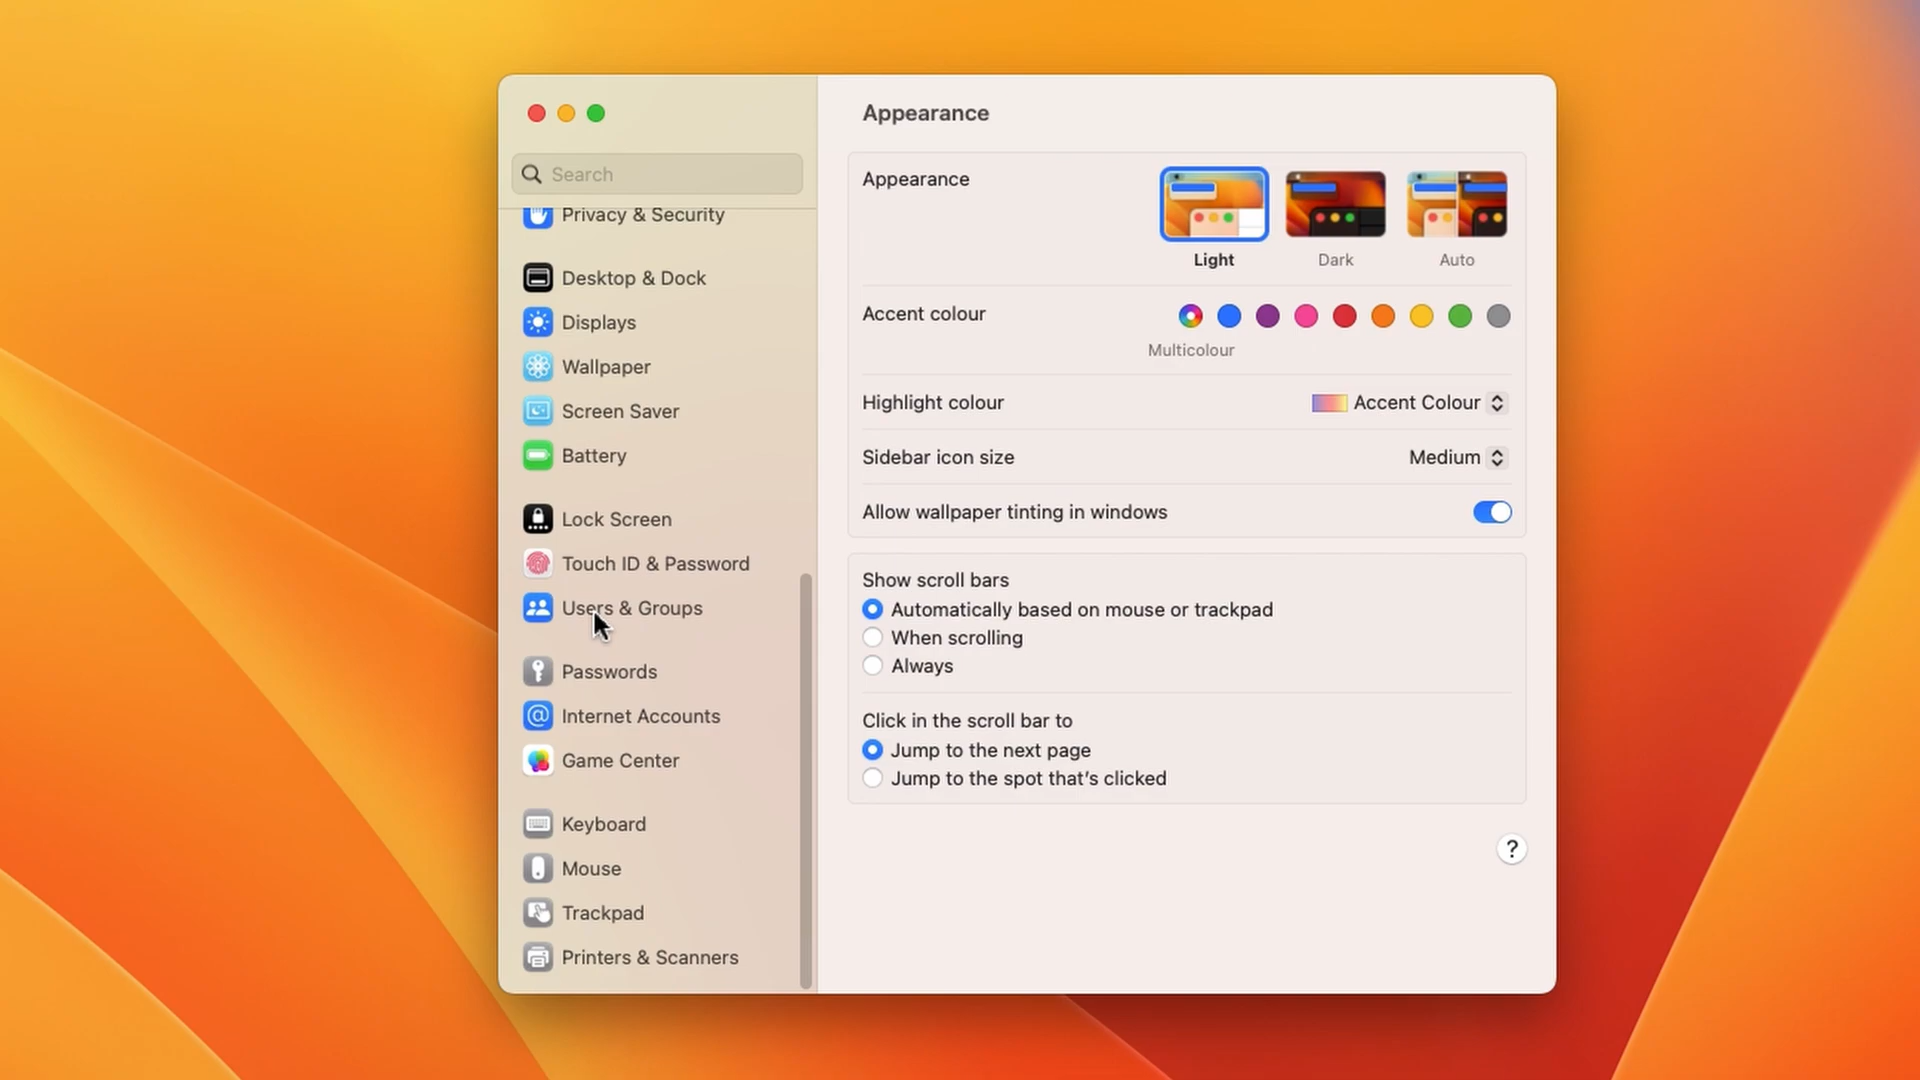 Search
Privacy & Security
Desktop & Dock
Displays
Wallpaper
Screen Saver
Battery
Lock Screen
Touch ID & Password
Users & Groups
Passwords
Internet Accounts
Game Center
Keyboard
Mouse
Trackpad
Printers & Scanners
Appearance
Appearance
Light Dark Auto
Accent colour
Multicolour
Highlight colour Accent Colour
Sidebar icon size Medium
Allow wallpaper tinting in windows
Show scroll bars
Automatically based on mouse or trackpad
When scrolling
Always
Click in the scroll bar to
Jump to the next page
Jump to the spot that's clicked
?